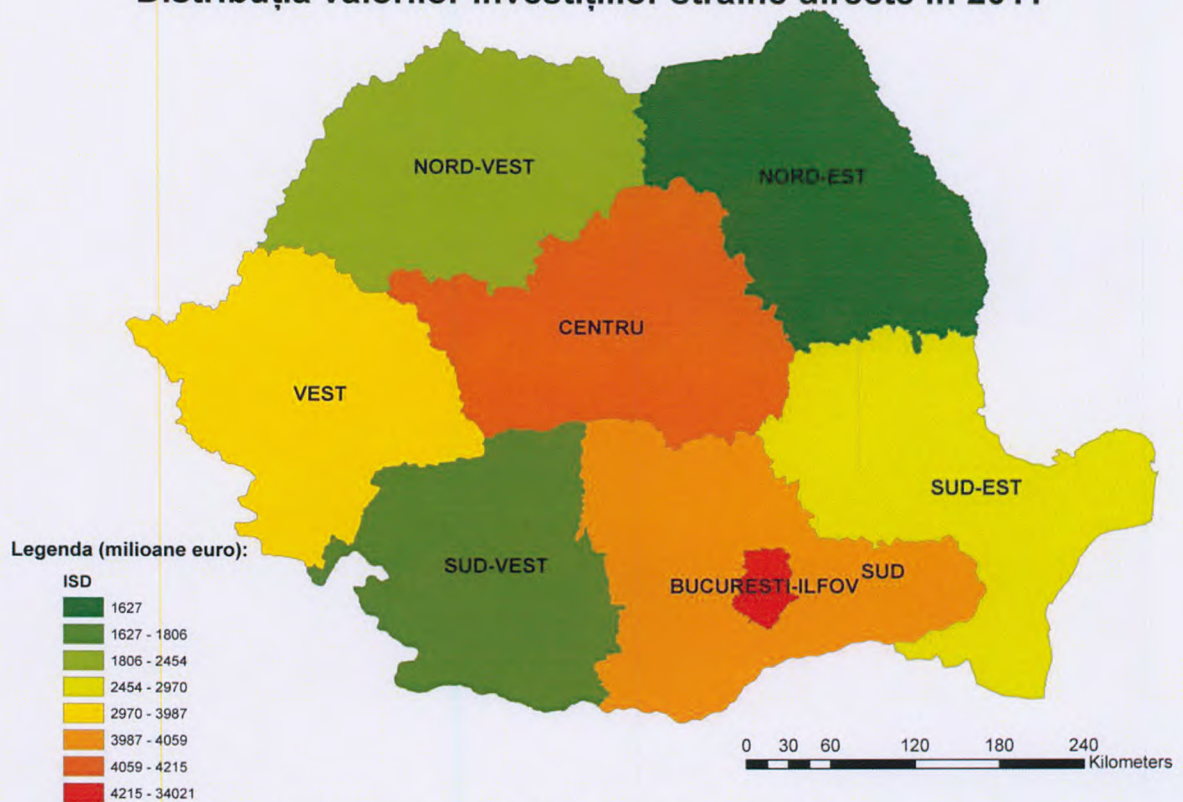 NORD-VEST
NORD-EST
CENTRU
VEST
SUD-EST
SUD-VEST
SUD
BUCURESTI-ILFOV
Legenda (milioane euro):
ISD
1627
1627 - 1806
1806 - 2454
2454 - 2970
2970 - 3987
3987 - 4059
4059 - 4215
4215 - 34021
0 30 60 120 180 240
Kilometers